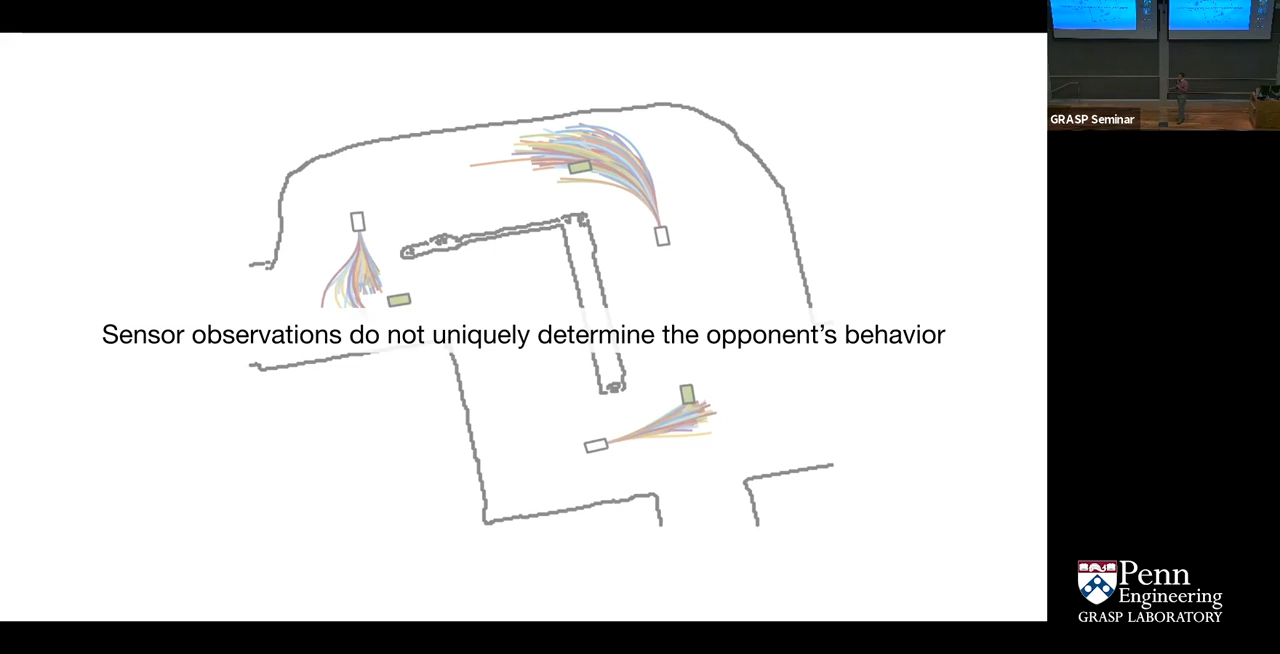 Sensor observations do not uniquely determine the opponent’s behavior
GRASP Seminar
Penn
Engineering
GRASP LABORATORY